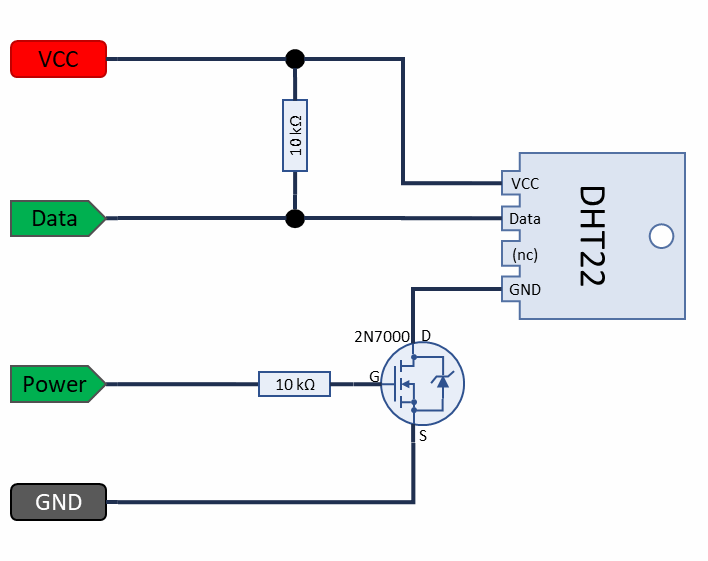 VCC
10 kΩ
Data
VCC
Data
(nc)
GND
DHT22
2N7000
D
Power
10 kΩ
G
S
GND